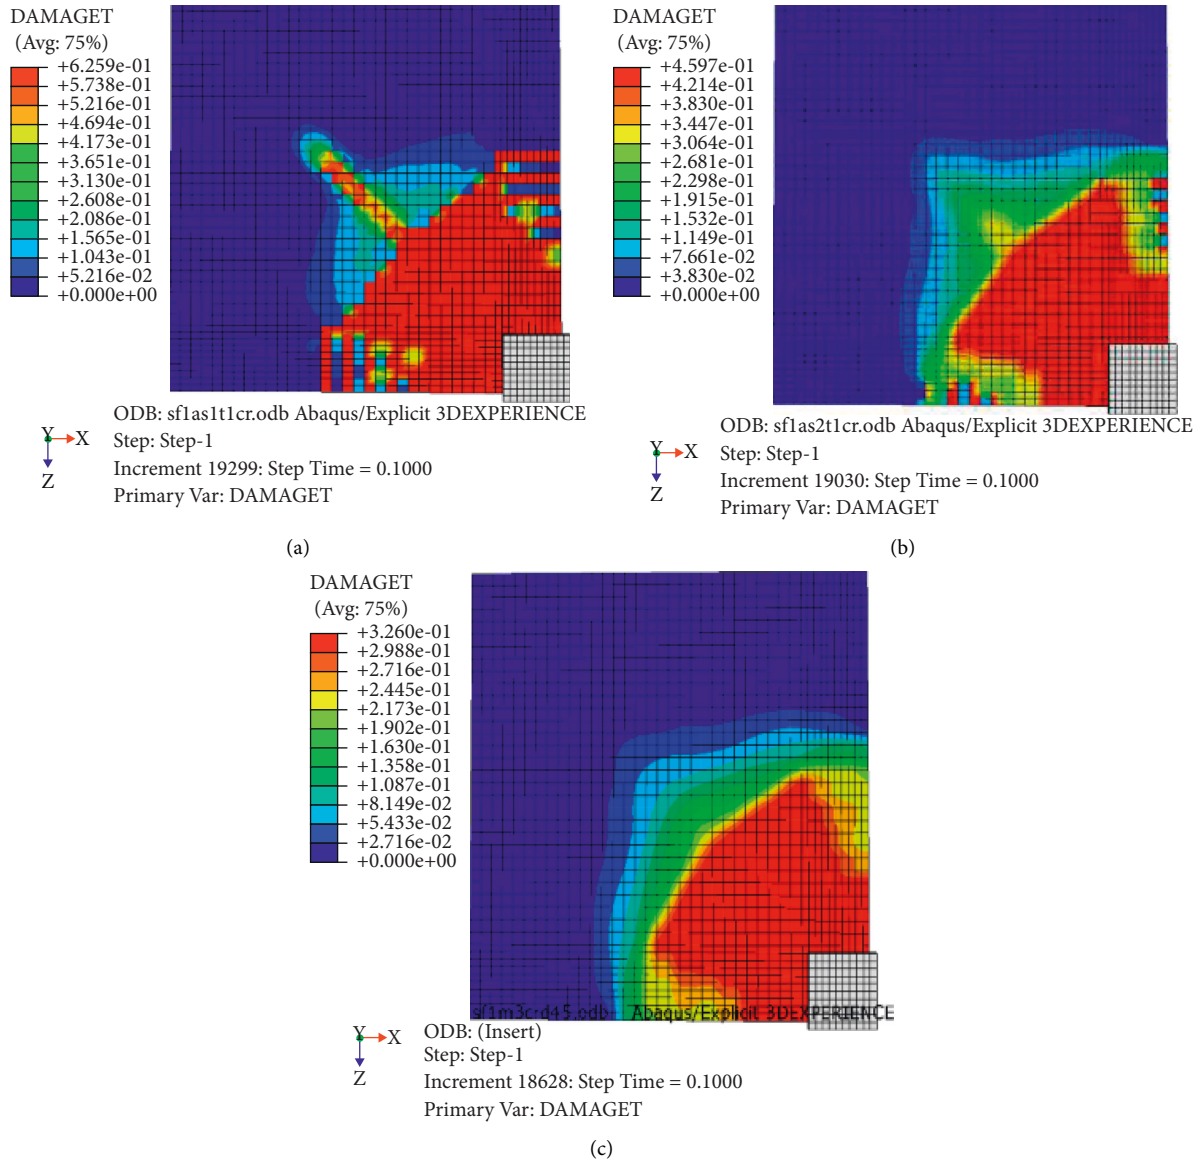 DAMAGET
(Avg: 75%)
+6.259e-01
+5.738e-01
+5.216e-01
+4.694e-01
+4.173e-01
+3.651e-01
+3.130e-01
+2.608e-01
+2.086e-01
+1.565e-01
+1.043e-01
+5.216e-02
+0.000e+00
ODB: sf1as1t1cr.odb Abaqus/Explicit 3DEXPERIENCE
Step: Step-1
Increment 19299: Step Time = 0.1000
Primary Var: DAMAGET
Y
X
Z
(a)
DAMAGET
(Avg: 75%)
+4.597e-01
+4.214e-01
+3.830e-01
+3.447e-01
+3.064e-01
+2.681e-01
+2.298e-01
+1.915e-01
+1.532e-01
+1.149e-01
+7.661e-02
+3.830e-02
+0.000e+00
ODB: sf1as2t1cr.odb Abaqus/Explicit 3DEXPERIENCE
Step: Step-1
Increment 19030: Step Time = 0.1000
Primary Var: DAMAGET
Y
X
Z
(b)
DAMAGET
(Avg: 75%)
+3.260e-01
+2.988e-01
+2.716e-01
+2.445e-01
+2.173e-01
+1.902e-01
+1.630e-01
+1.358e-01
+1.087e-01
+8.149e-02
+5.433e-02
+2.716e-02
+0.000e+00
sf1m3crd45.odb Abaqus/Explicit 3DEXPERIENCE
ODB: (Insert)
Step: Step-1
Increment 18628: Step Time = 0.1000
Primary Var: DAMAGET
Y
X
Z
(c)